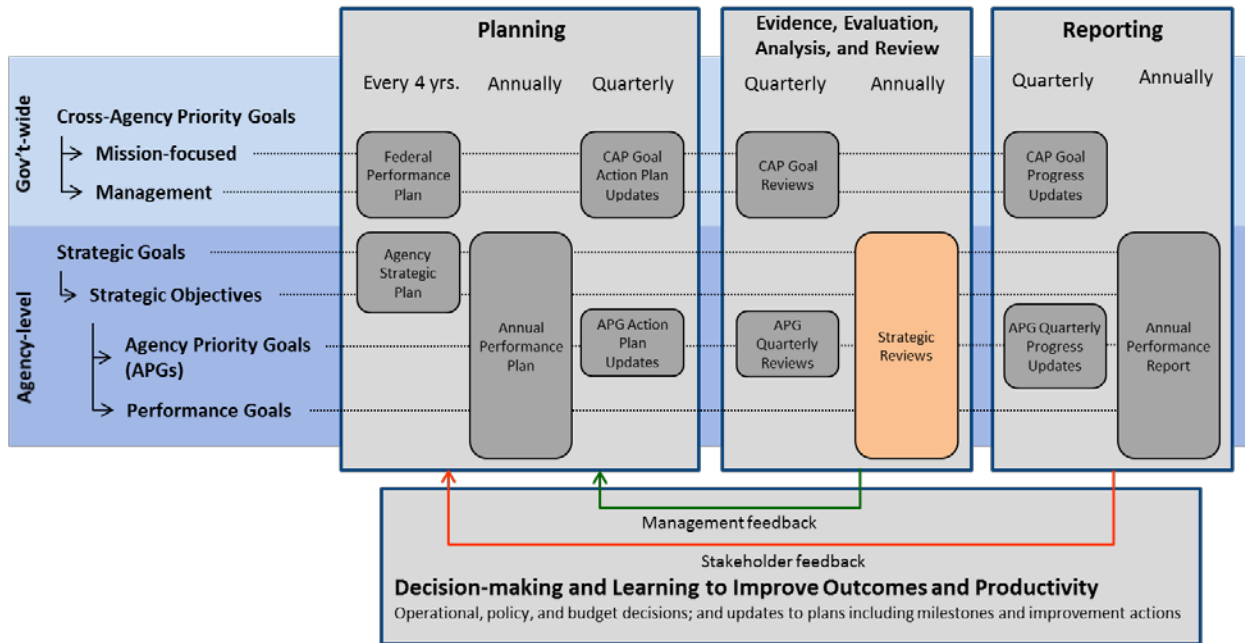 Planning
Evidence, Evaluation,
Analysis, and Review
Reporting
Every 4 yrs.
Annually
Quarterly
Quarterly
Annually
Quarterly
Annually
Gov't-wide
Cross-Agency Priority Goals
Mission-focused
Management
Federal
Performance
Plan
CAP Goal
Action Plan
Updates
CAP Goal
Reviews
CAP Goal
Progress
Updates
Agency-level
Strategic Goals
Strategic Objectives
Agency Priority Goals
(APGs)
Performance Goals
Agency
Strategic
Plan
Annual
Performance
Plan
APG Action
Plan
Updates
APG
Quarterly
Reviews
Strategic
Reviews
APG Quarterly
Progress
Updates
Annual
Performance
Report
Management feedback
Stakeholder feedback
Decision-making and Learning to Improve Outcomes and Productivity
Operational, policy, and budget decisions; and updates to plans including milestones and improvement actions